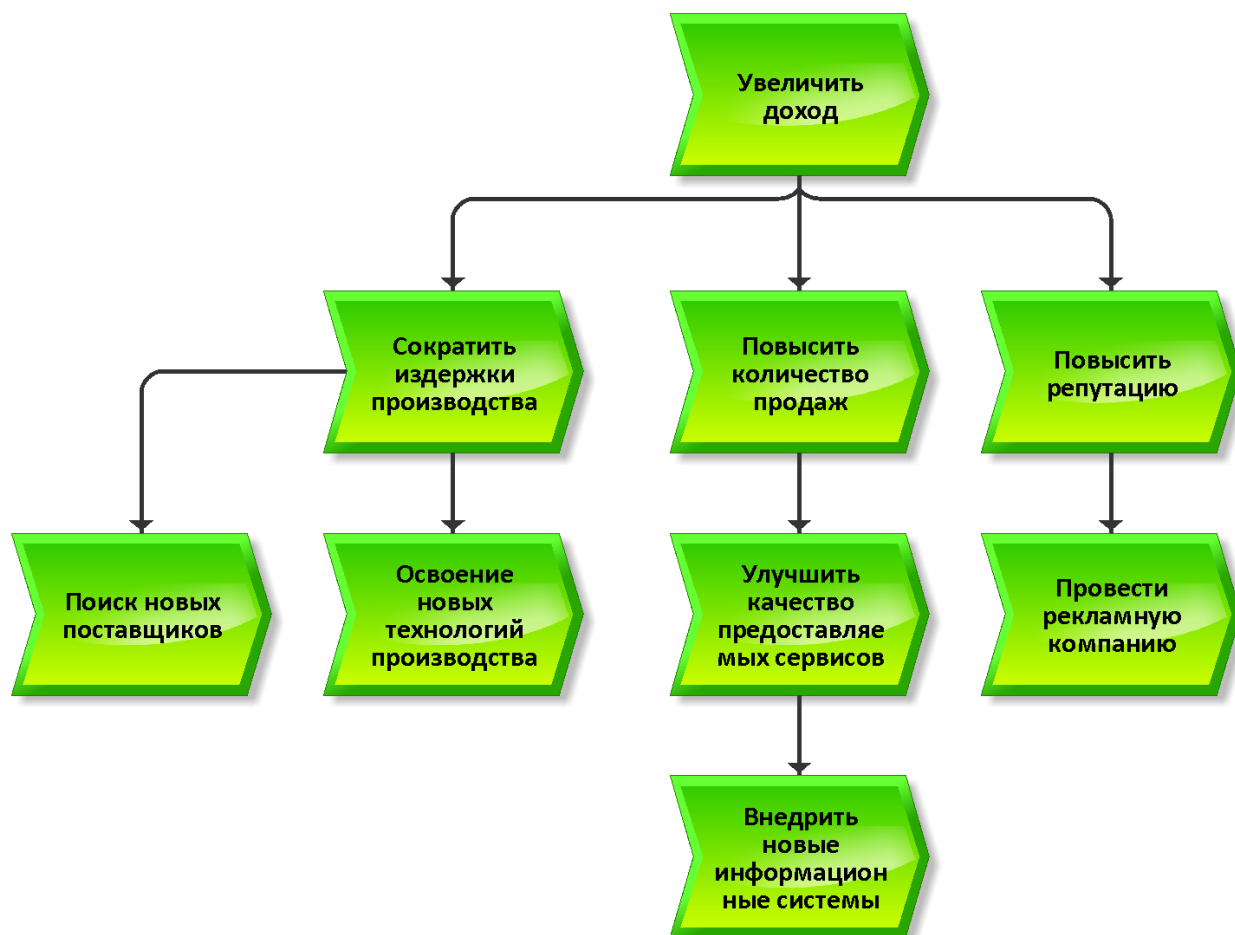 Увеличить
доход
Сократить
издержки
производства
Повысить
количество
продаж
Повысить
репутацию
Поиск новых
поставщиков
Освоение
новых
технологий
производства
Улучшить
качество
предоставляе
мых сервисов
Провести
рекламную
компанию
Внедрить
новые
информацион
ные системы